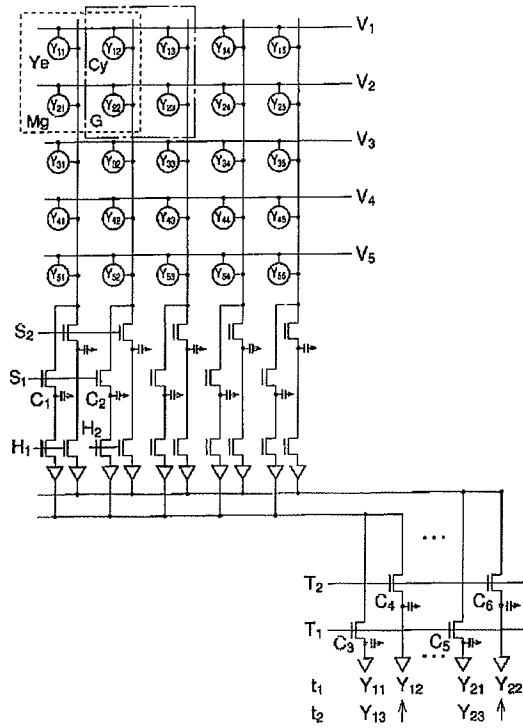 Y11 Y12 Y13 Y14 Y15 V1
Ye Cy
Y21 Y22 Y23 Y24 Y25 V2
Mg G
Y31 Y32 Y33 Y34 Y35 V3
Y41 Y42 Y43 Y44 Y45 V4
Y51 Y52 Y53 Y54 Y55 V5
S2
S1
C1 C2
H1 H2
...
T2 C4 C6
T1 C3 C5
...
t1 Y11 Y12 Y21 Y22
t2 Y13 ↑ Y23 ↑